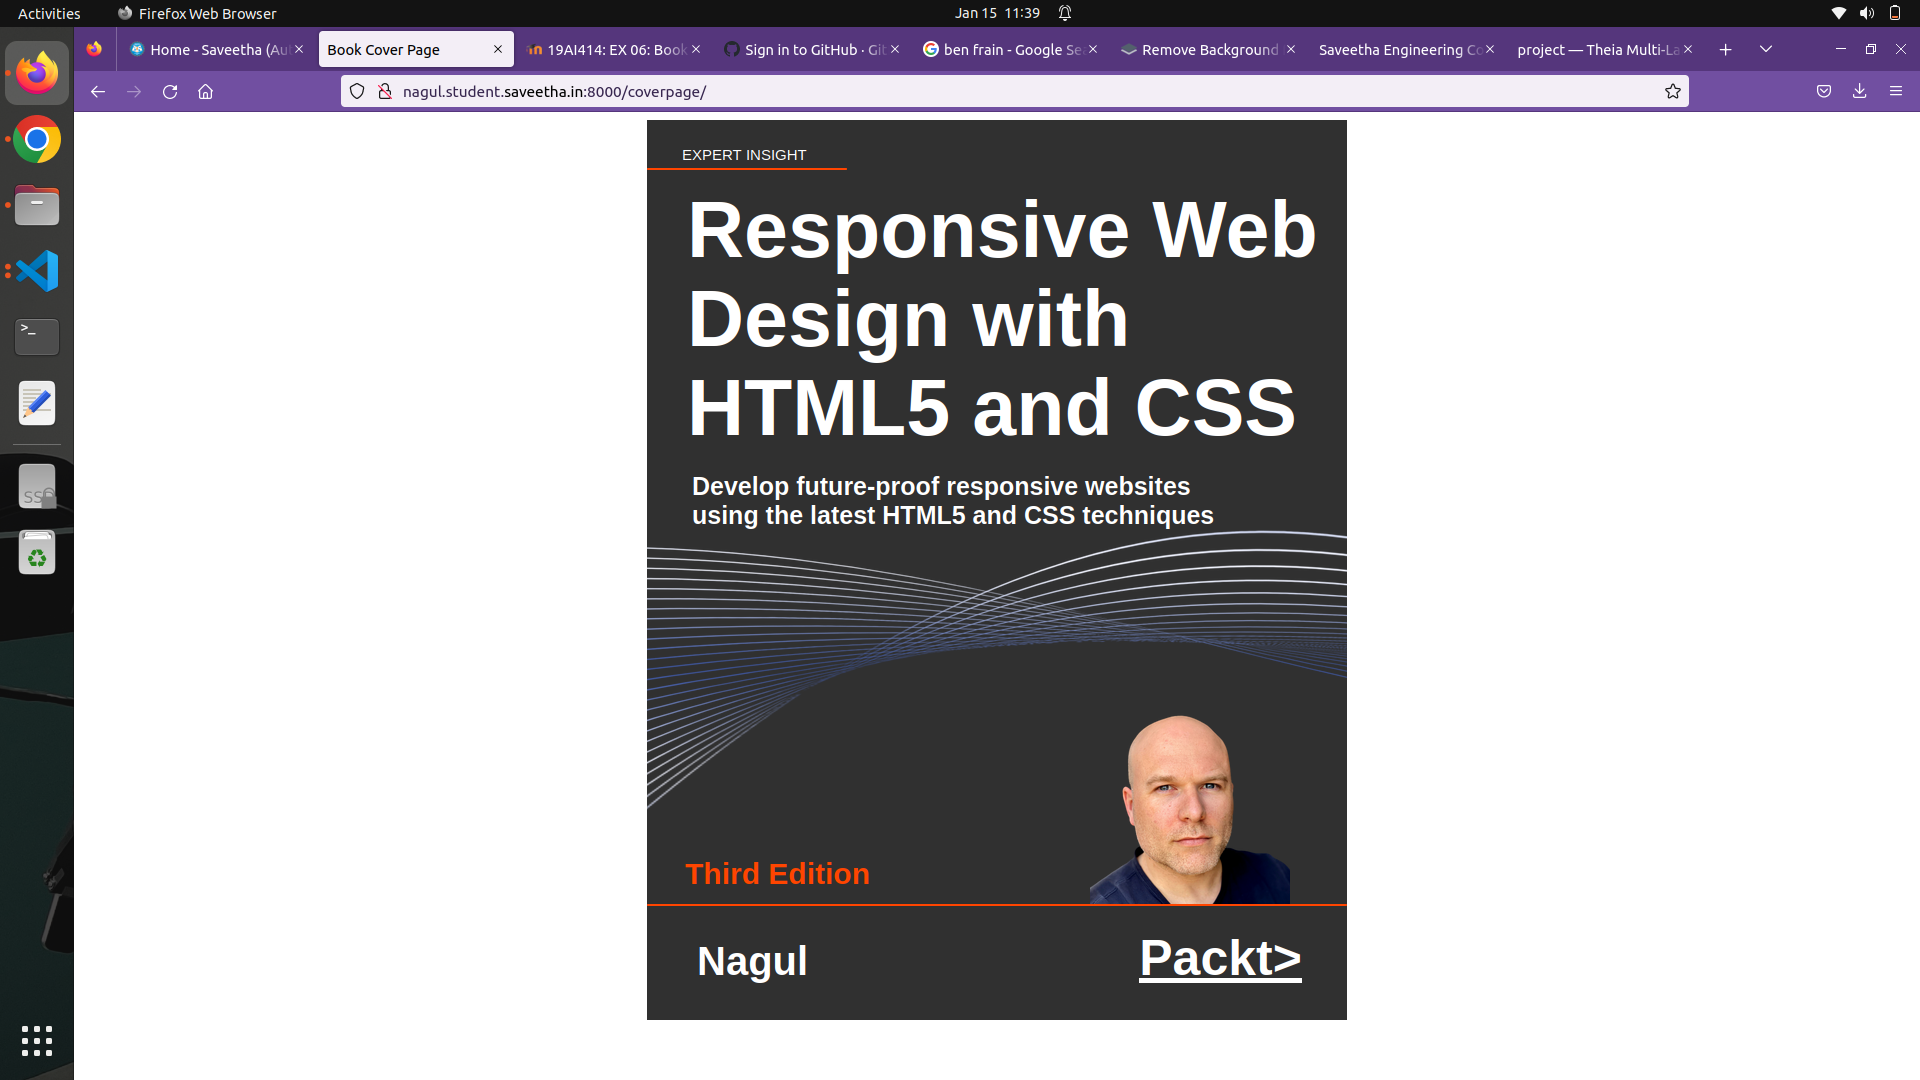 Activities
Firefox Web Browser
Jan 15 11:39
Home - Saveetha (Au
Book Cover Page
19AI414: EX 06: Book
Sign in to GitHub · Gi
ben frain - Google Se
Remove Background
Saveetha Engineering Co
project — Theia Multi-La
nagul.student.saveetha.in:8000/coverpage/
>_
SS
EXPERT INSIGHT
Responsive Web
Design with
HTML5 and CSS
Develop future-proof responsive websites
using the latest HTML5 and CSS techniques
Third Edition
Nagul
Packt>